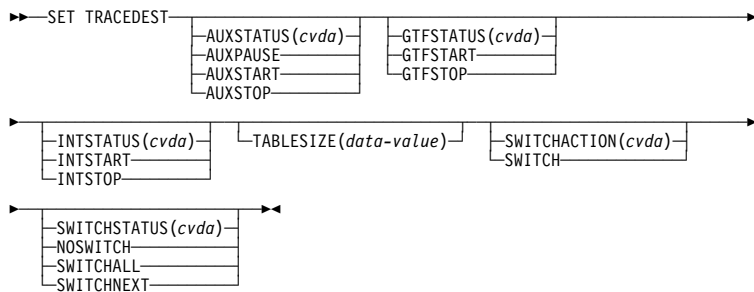 SET TRACEDEST
AUXSTATUS(cvda) GTFSTATUS(cvda)
AUXPAUSE GTFSTART
AUXSTART GTFSTOP
AUXSTOP
INTSTATUS(cvda) TABLESIZE(data-value) SWITCHACTION(cvda)
INTSTART SWITCH
INTSTOP
SWITCHSTATUS(cvda)
NOSWITCH
SWITCHALL
SWITCHNEXT